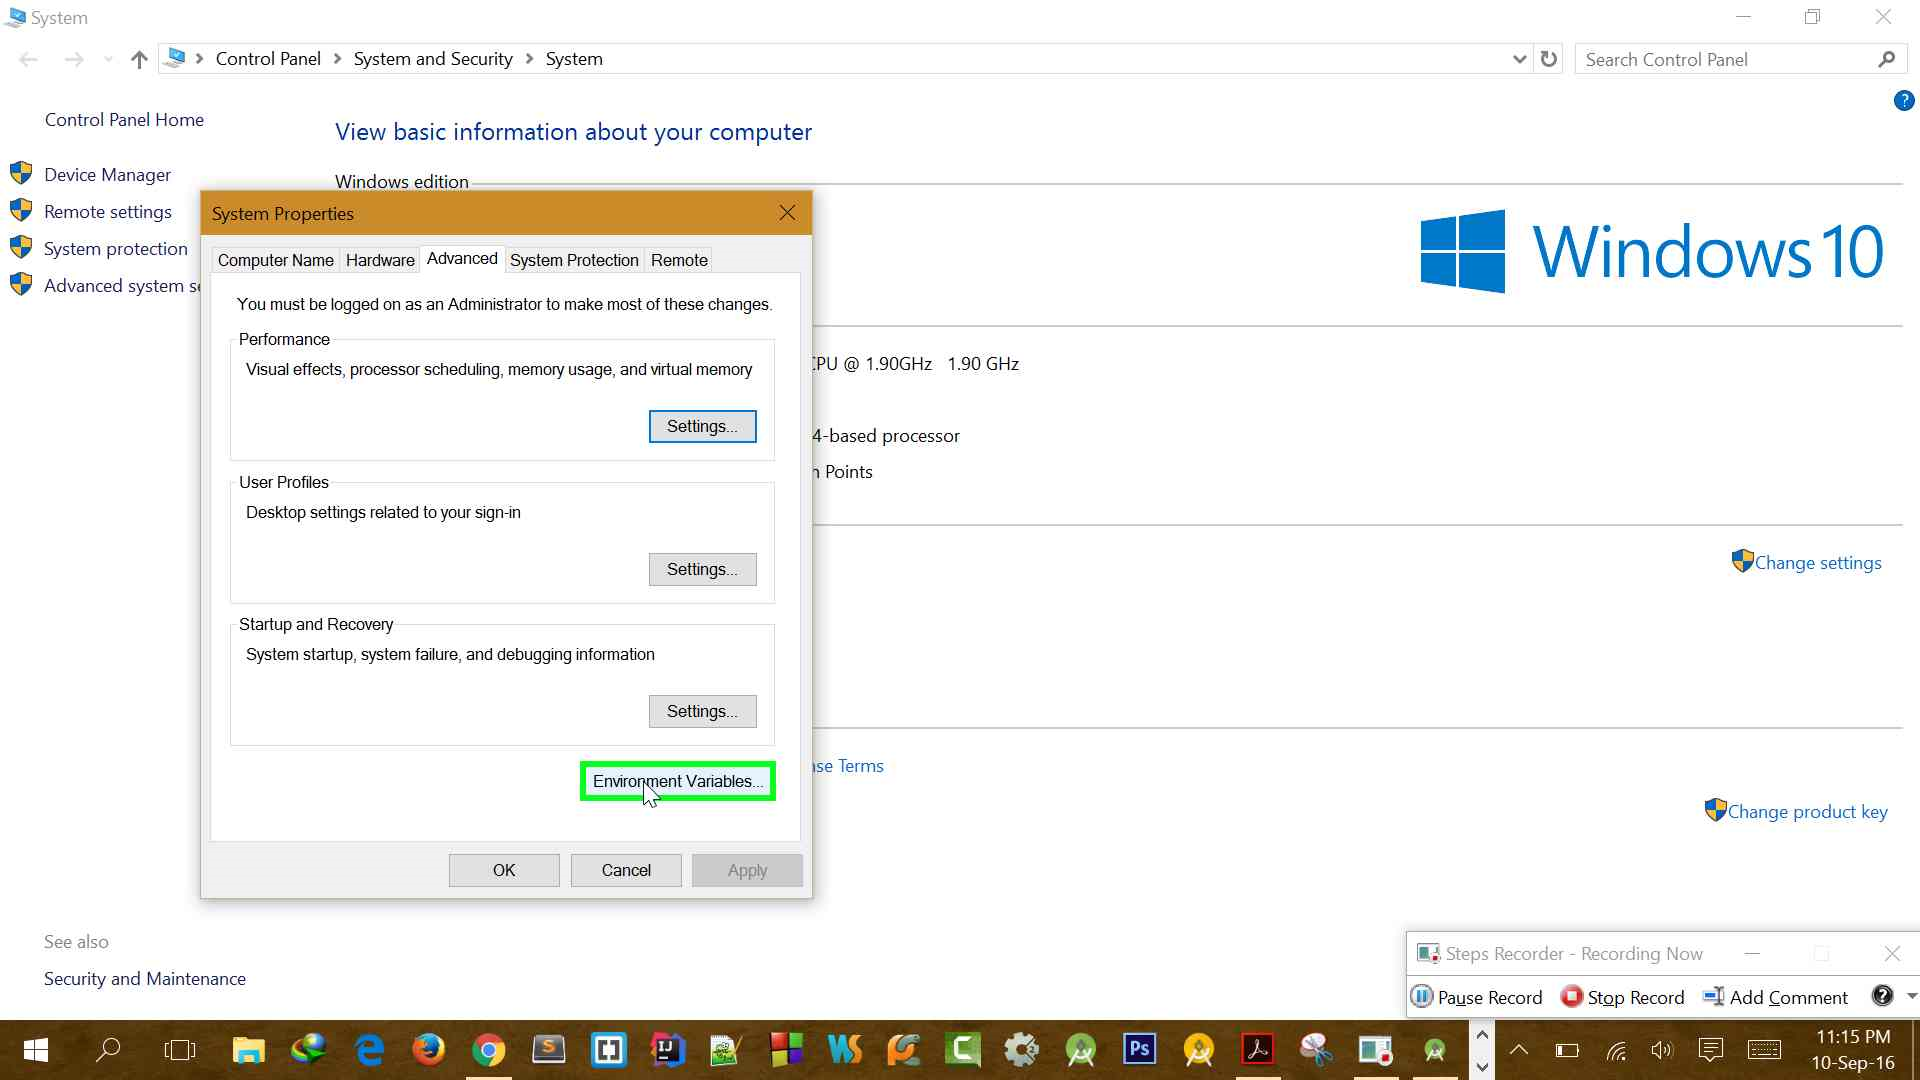 System
Control Panel > System and Security > System
Search Control Panel
?
Control Panel Home
View basic information about your computer
Device Manager
Windows edition
Remote settings
System protection
Advanced system
Windows 10
System Properties
Computer Name
Hardware
Advanced
System Protection
Remote
You must be logged on as an Administrator to make most of these changes.
Performance
Visual effects, processor scheduling, memory usage, and virtual memory
Settings...
CPU @ 1.90GHz 1.90 GHz
4-based processor
Points
User Profiles
Desktop settings related to your sign-in
Settings...
Change settings
Startup and Recovery
System startup, system failure, and debugging information
Settings...
Terms
Environment Variables...
Change product key
OK
Cancel
Apply
See also
Security and Maintenance
Steps Recorder - Recording Now
Pause Record
Stop Record
Add Comment
?
S
IJ
WS
C
Ps
11:15 PM
10-Sep-16